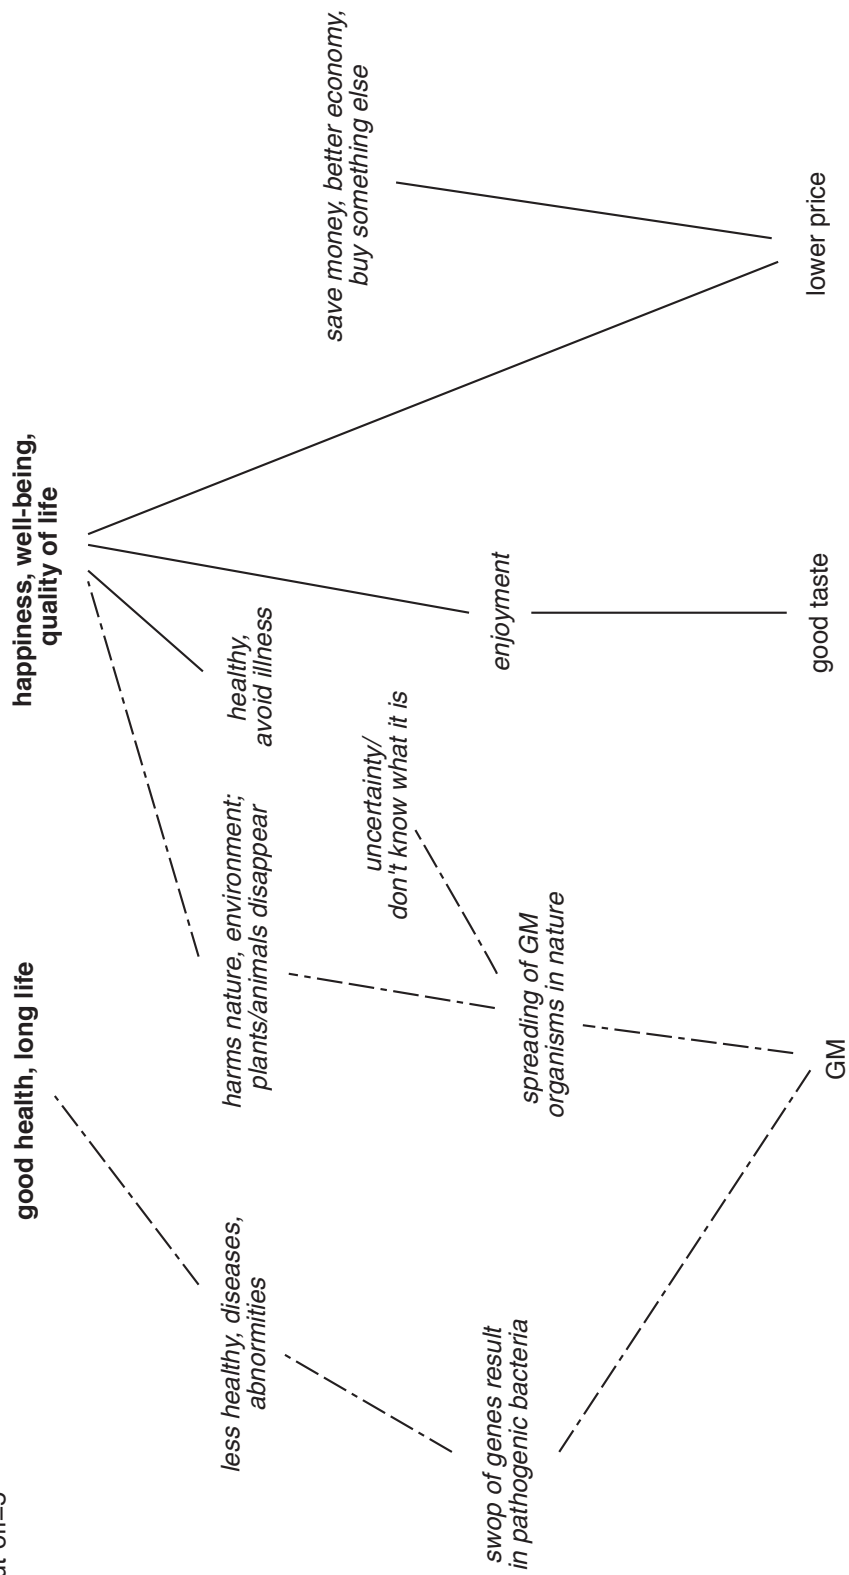 good health, long life
happiness, well-being,
quality of life
less healthy, diseases,
abnormities
harms nature, environment;
plants/animals disappear
healthy,
avoid illness
save money, better economy,
buy something else
uncertainty/
don't know what it is
swop of genes result
in pathogenic bacteria
spreading of GM
organisms in nature
enjoyment
GM
good taste
lower price